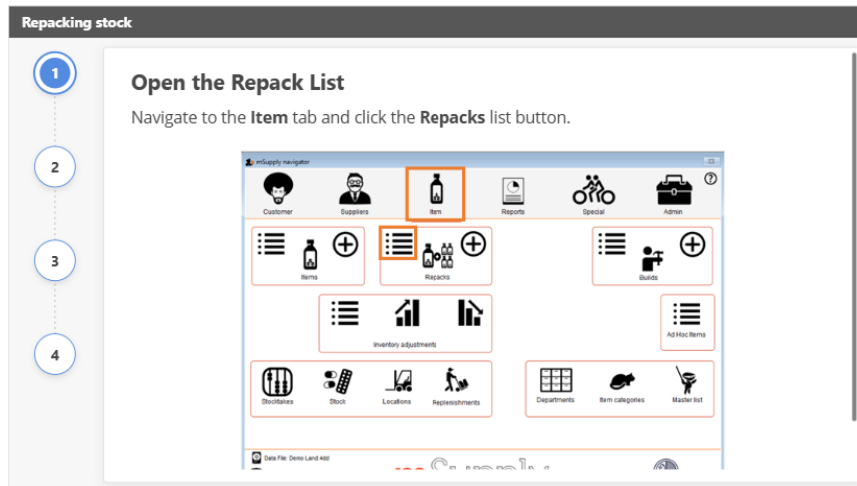 Repacking stock
1
Open the Repack List
Navigate to the Item tab and click the Repacks list button.
2
3
4
mSupply navigator
Customer Suppliers Item Reports Special Admin
Items Repacks Builds
Inventory adjustments Ad Hoc Items
Stocktakes Stock Locations Replenishments Departments Item categories Master list
Data File: Demo Land 4dd